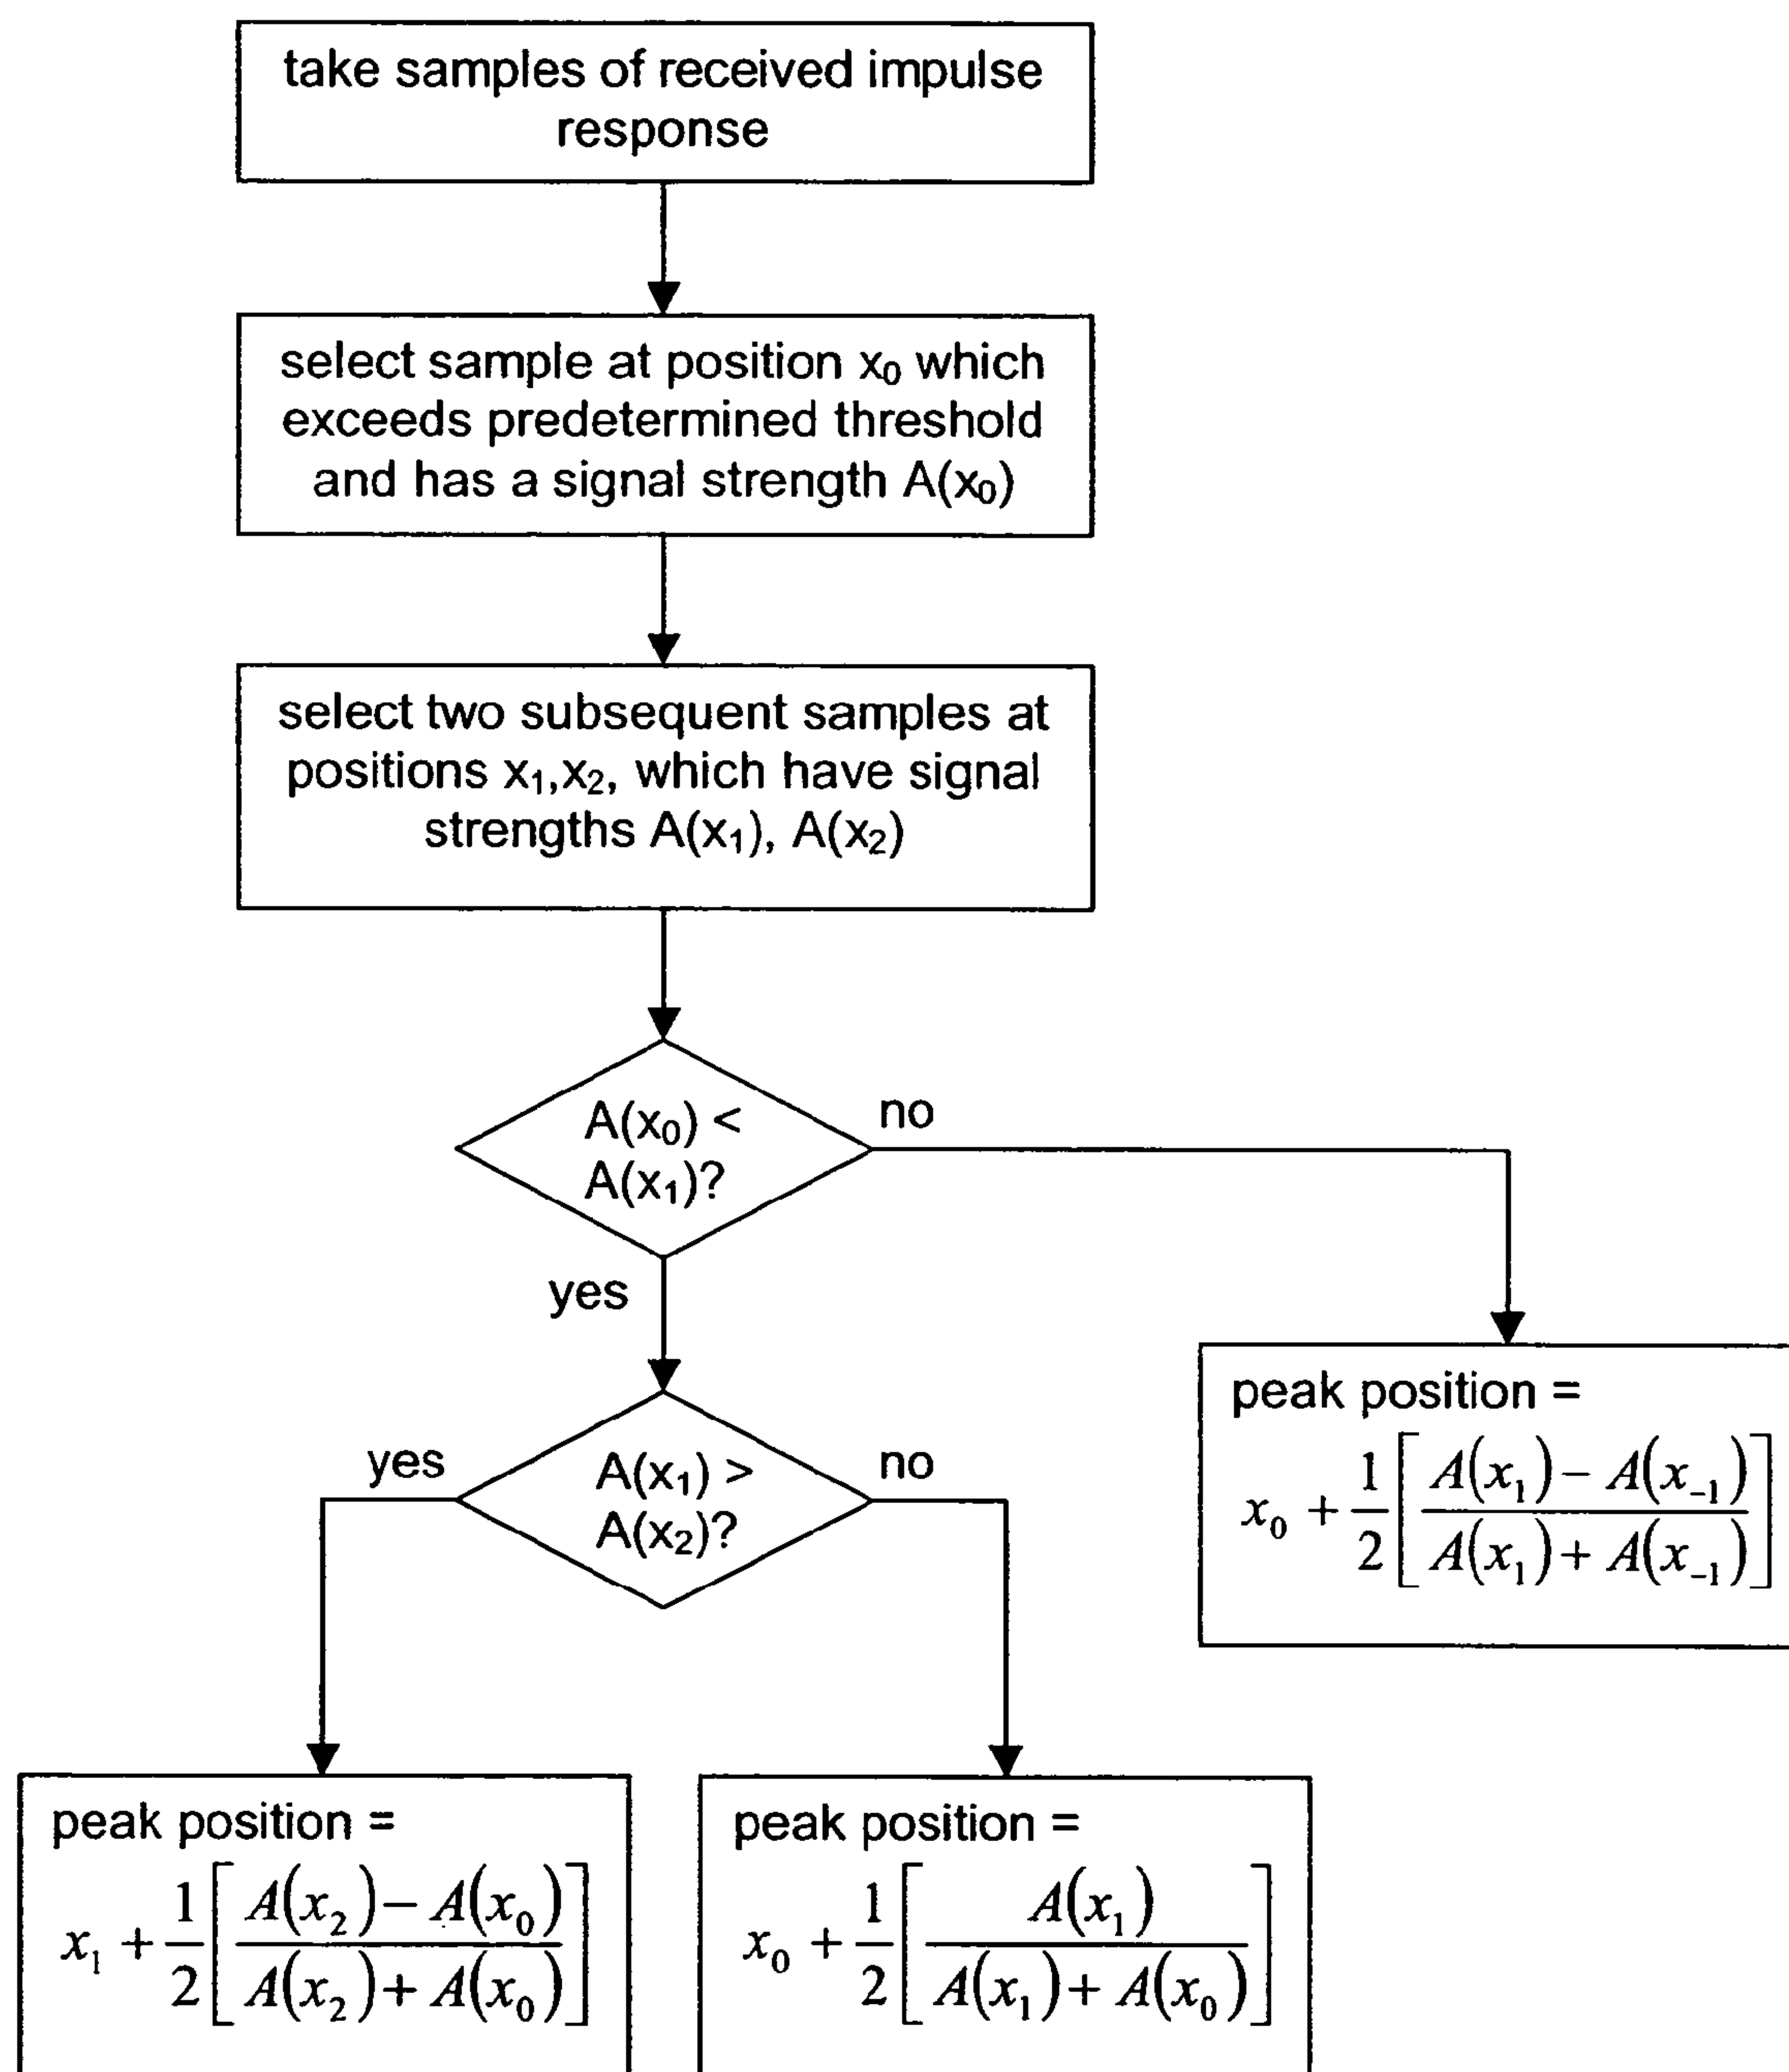 take samples of received impulse
response
select sample at position x₀ which
exceeds predetermined threshold
and has a signal strength A(x₀)
select two subsequent samples at
positions x₁,x₂, which have signal
strengths A(x₁), A(x₂)
A(x₀) <
A(x₁)?
no
yes
peak position =
x₀ + 1/2 [ A(x₁) − A(x₋₁) / A(x₁) + A(x₋₁) ]
yes
A(x₁) >
A(x₂)?
no
peak position =
x₁ + 1/2 [ A(x₂) − A(x₀) / A(x₂) + A(x₀) ]
peak position =
x₀ + 1/2 [ A(x₁) / A(x₁) + A(x₀) ]